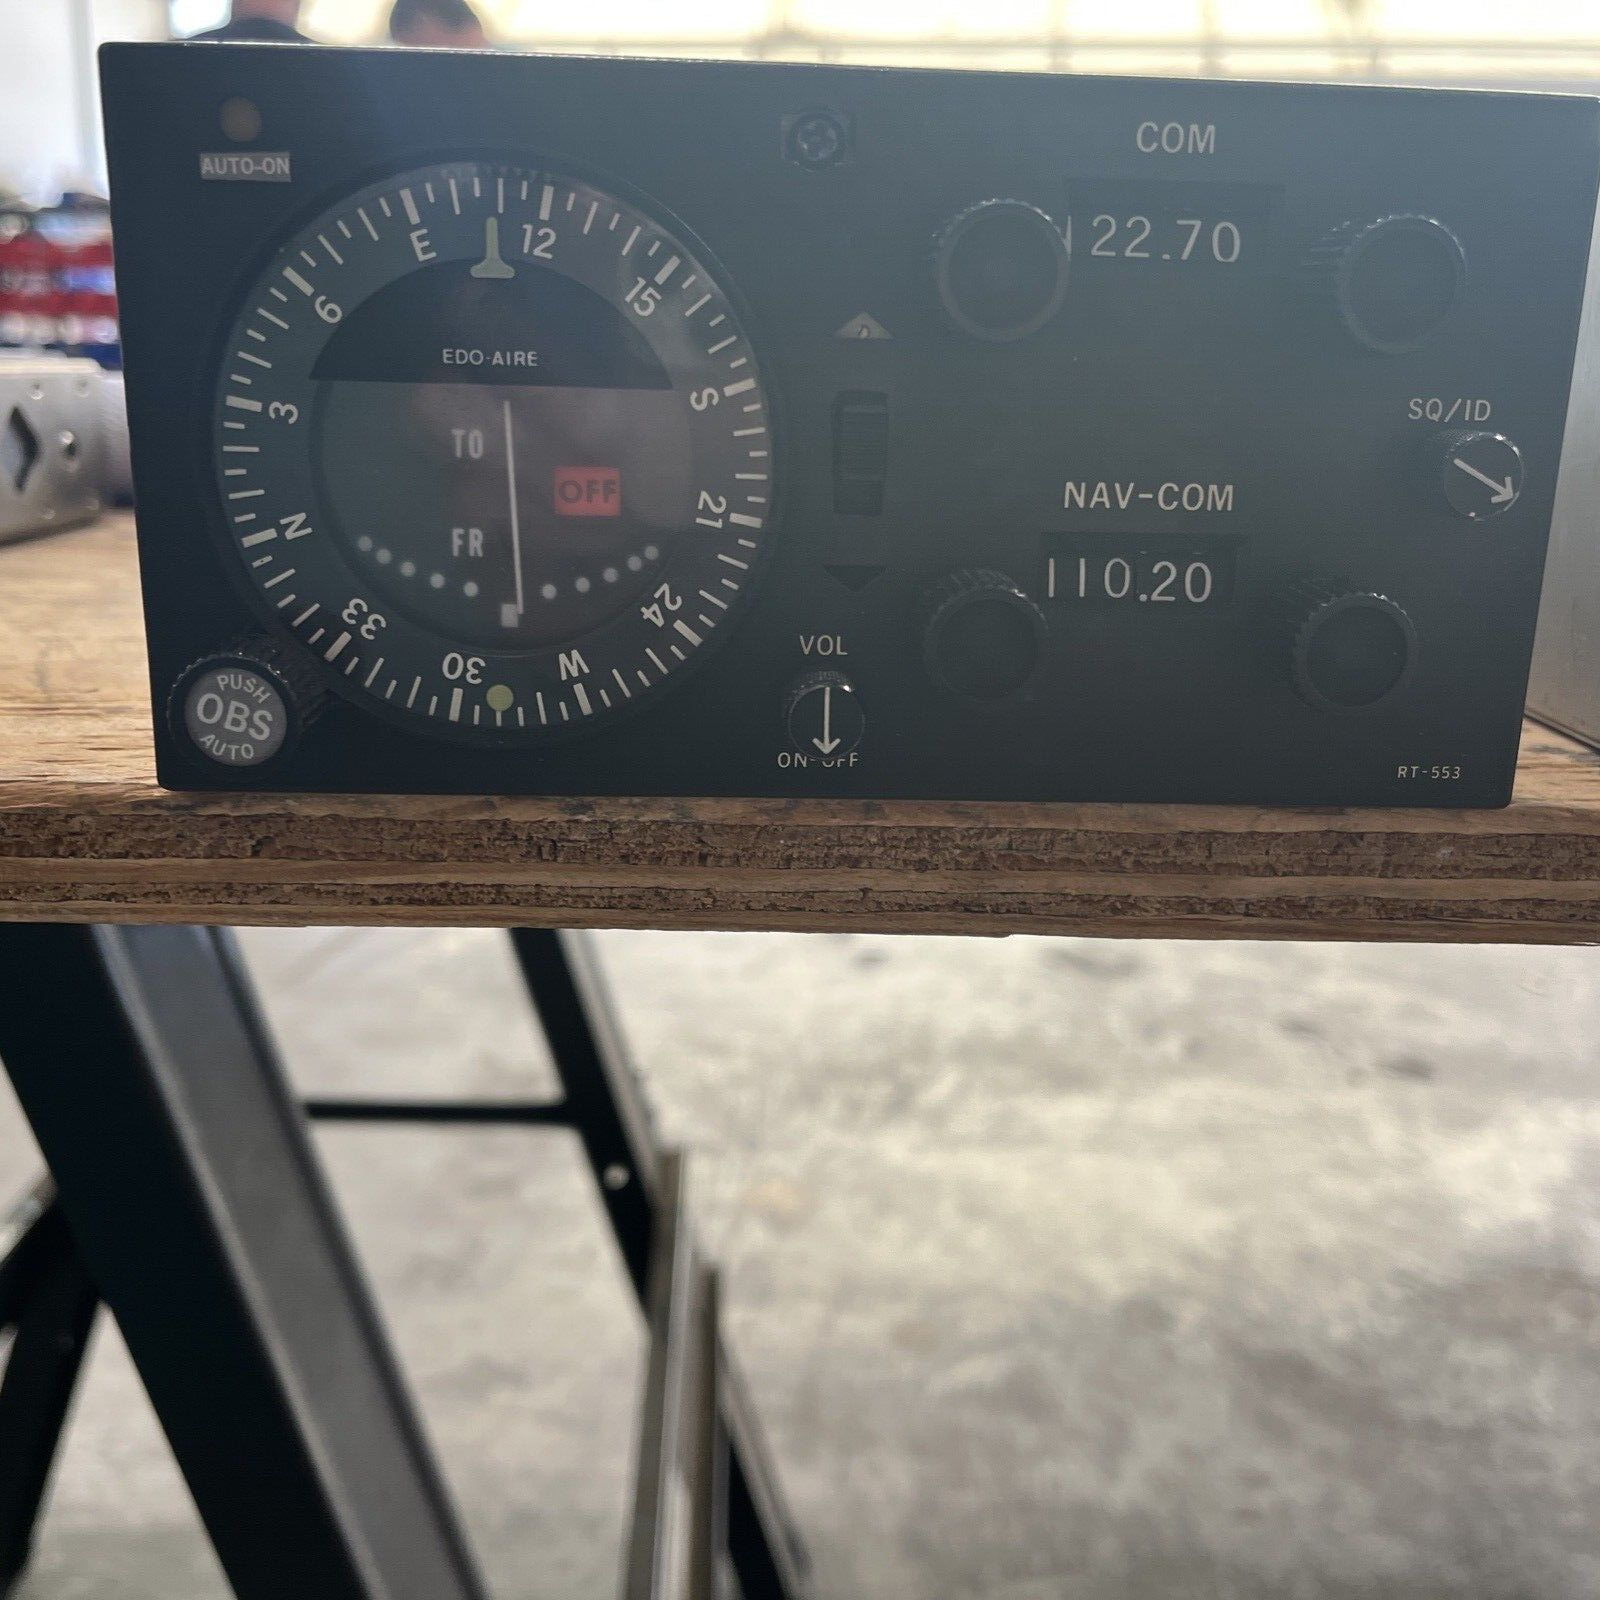 AUTO-ON
COM
122.70
E
12
6
15
EDO-AIRE
3
S
TO
OFF
FR
SQ/ID
N
21
NAV-COM
110.20
33
24
30
W
VOL
ON-OFF
PUSH
OBS
AUTO
RT-553